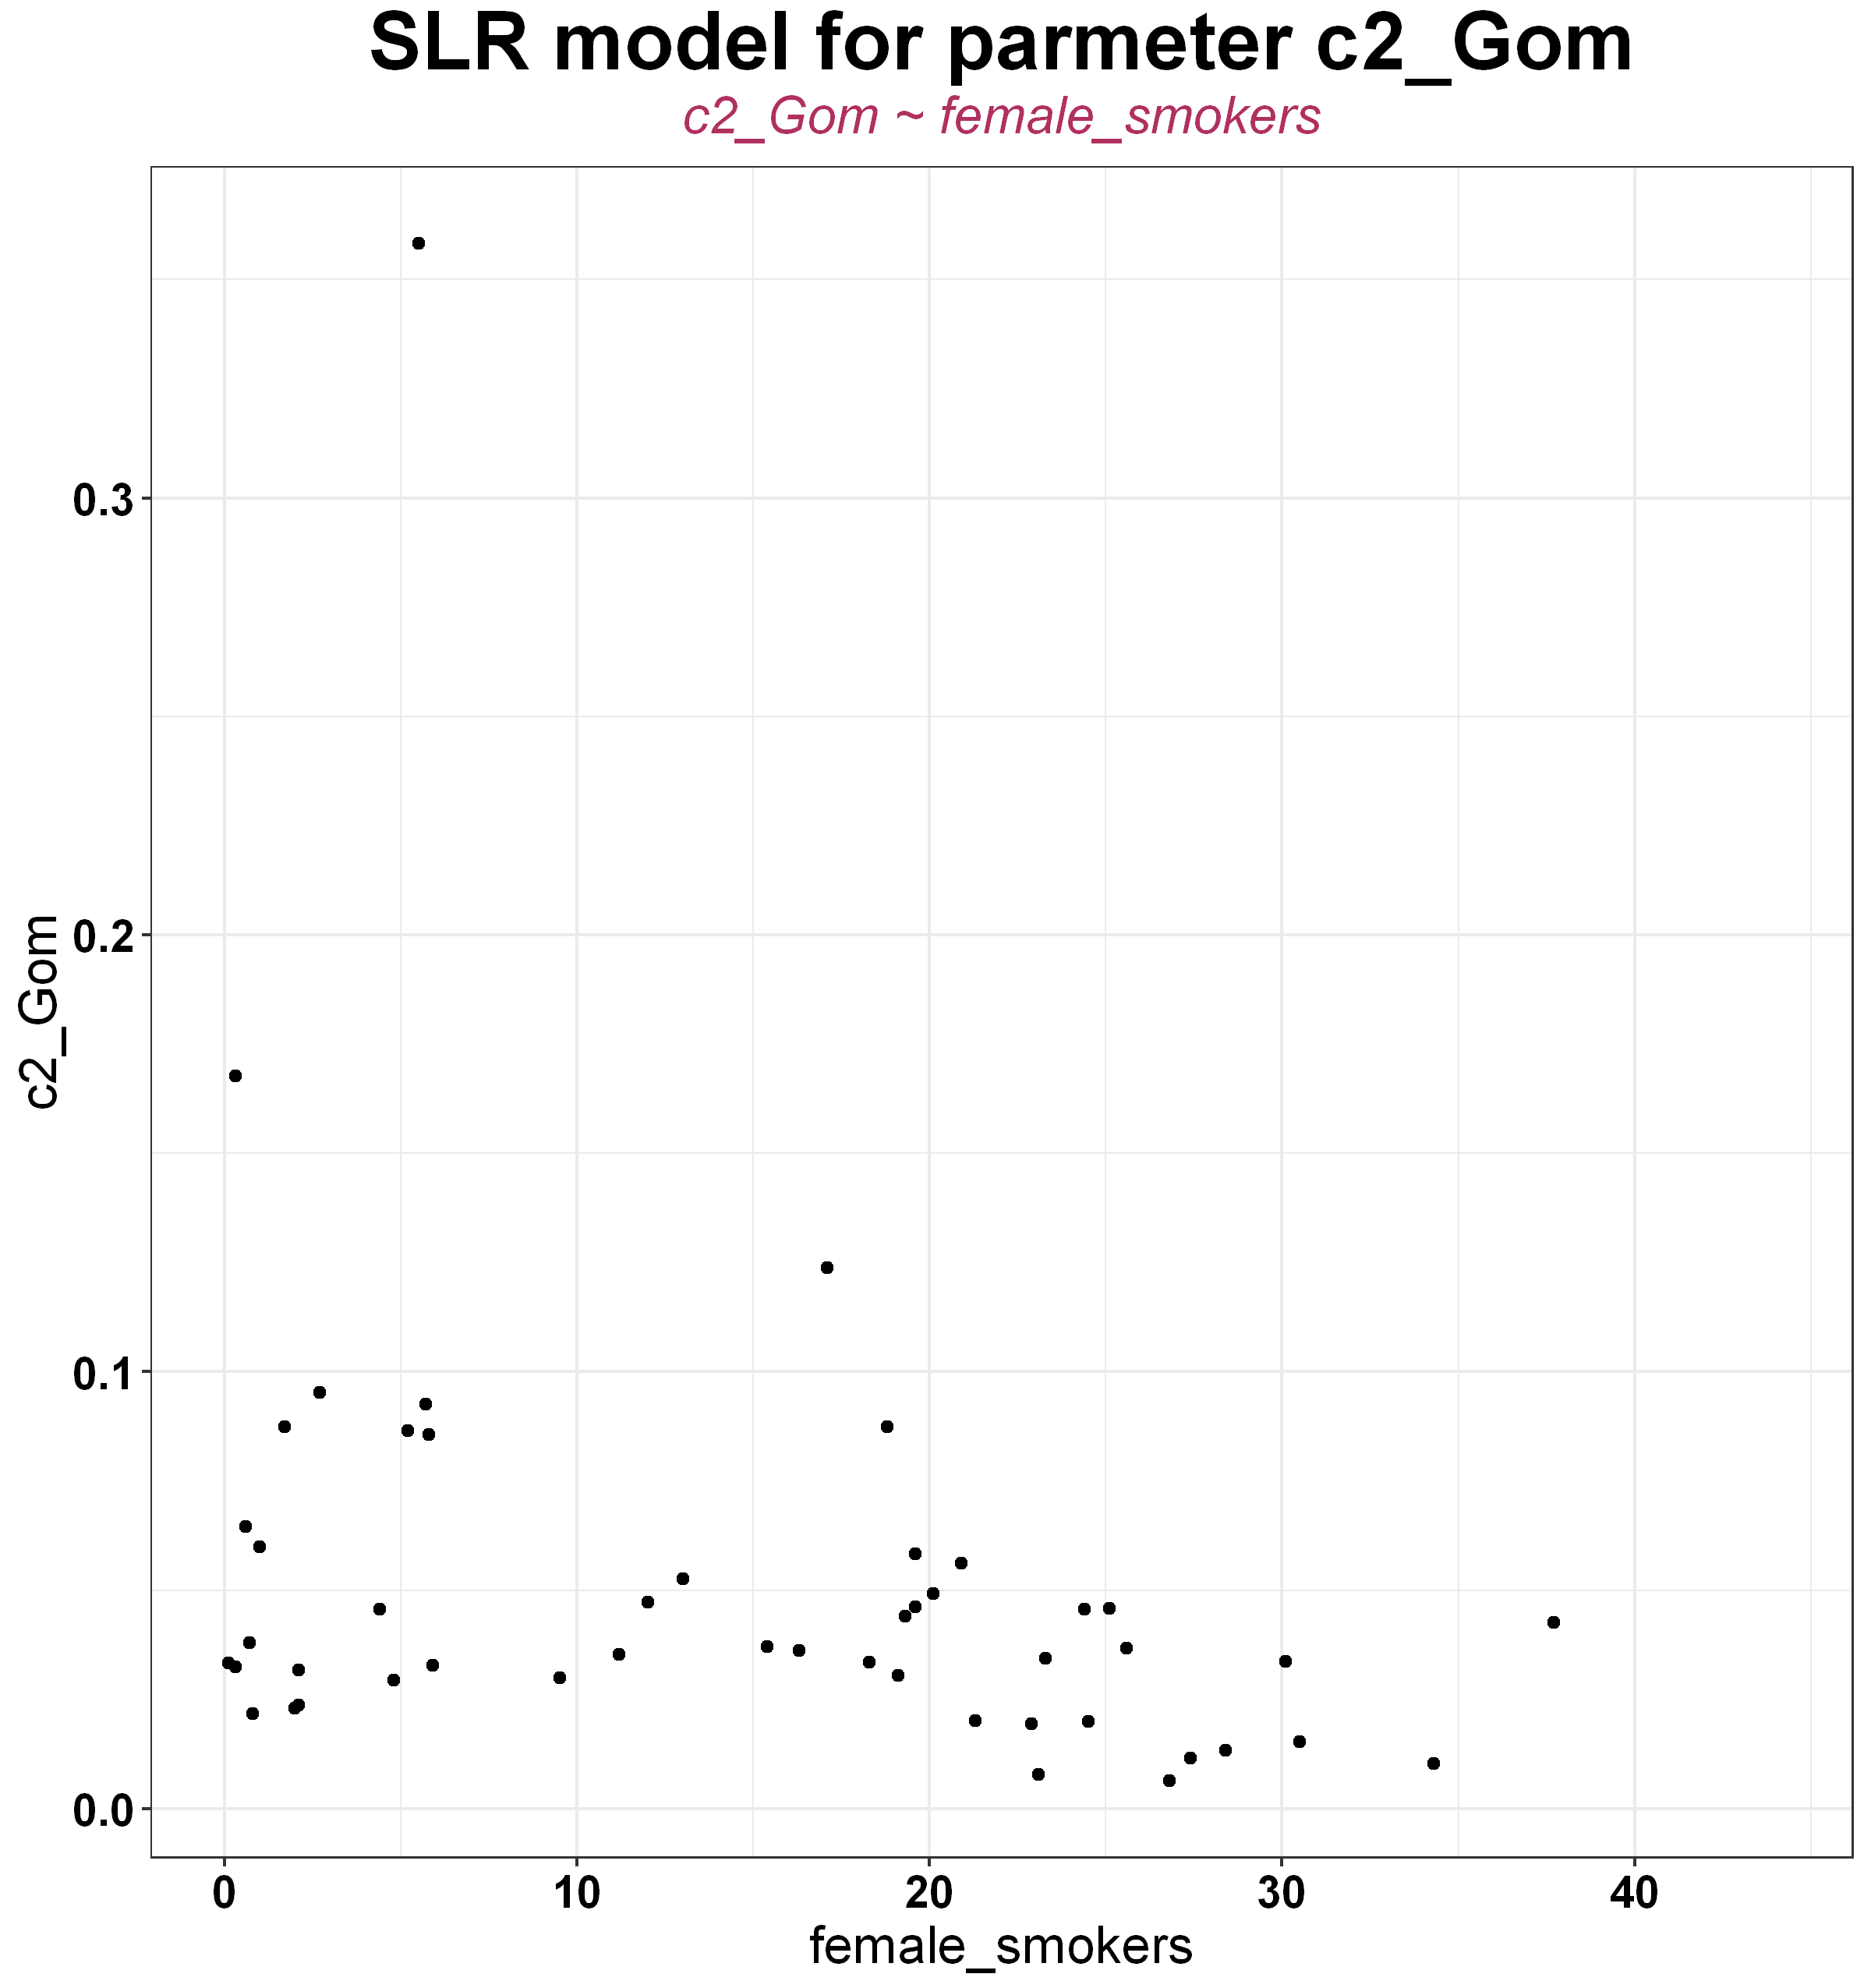 SLR model for parmeter c2_Gom
c2_Gom ~ female_smokers
0.3
0.2
0.1
0.0
c2_Gom
0 10 20 30 40
female_smokers